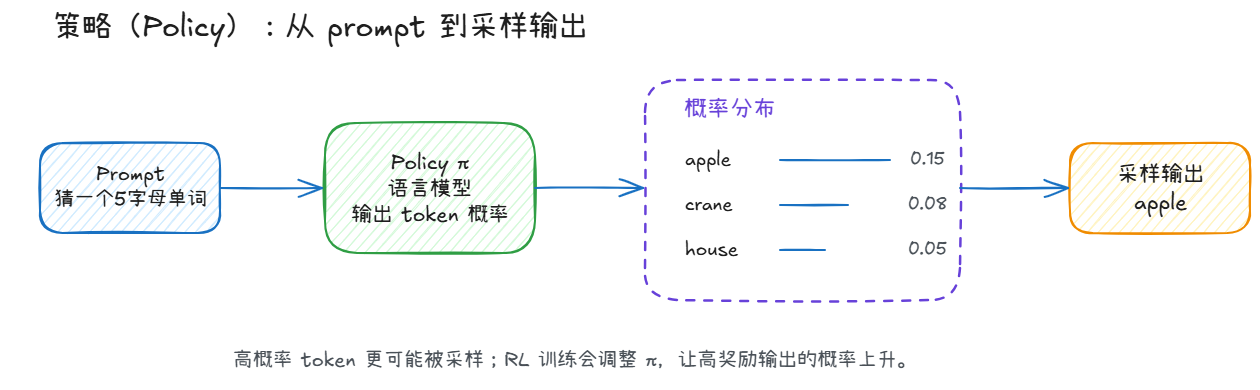 策略（Policy）：从 prompt 到采样输出
Prompt
猜一个5字母单词
Policy π
语言模型
输出 token 概率
概率分布
apple 0.15
crane 0.08
house 0.05
采样输出
apple
高概率 token 更可能被采样；RL 训练会调整 π，让高奖励输出的概率上升。